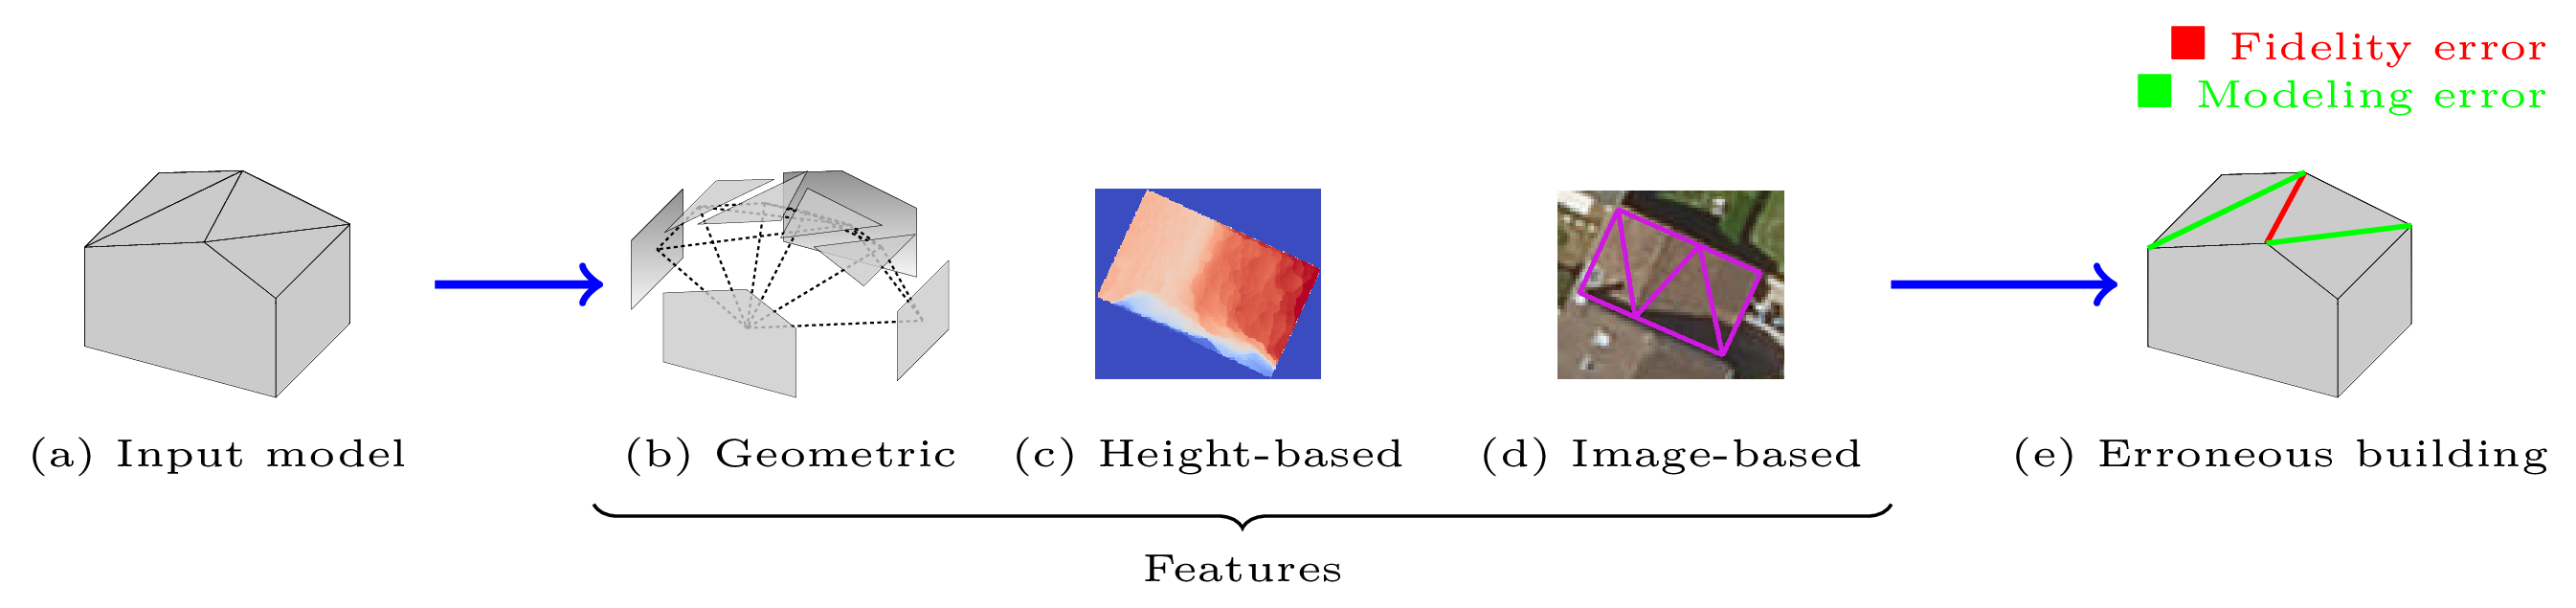 Fidelity error
Modeling error
(a) Input model
(b) Geometric
(c) Height-based
(d) Image-based
(e) Erroneous building
Features